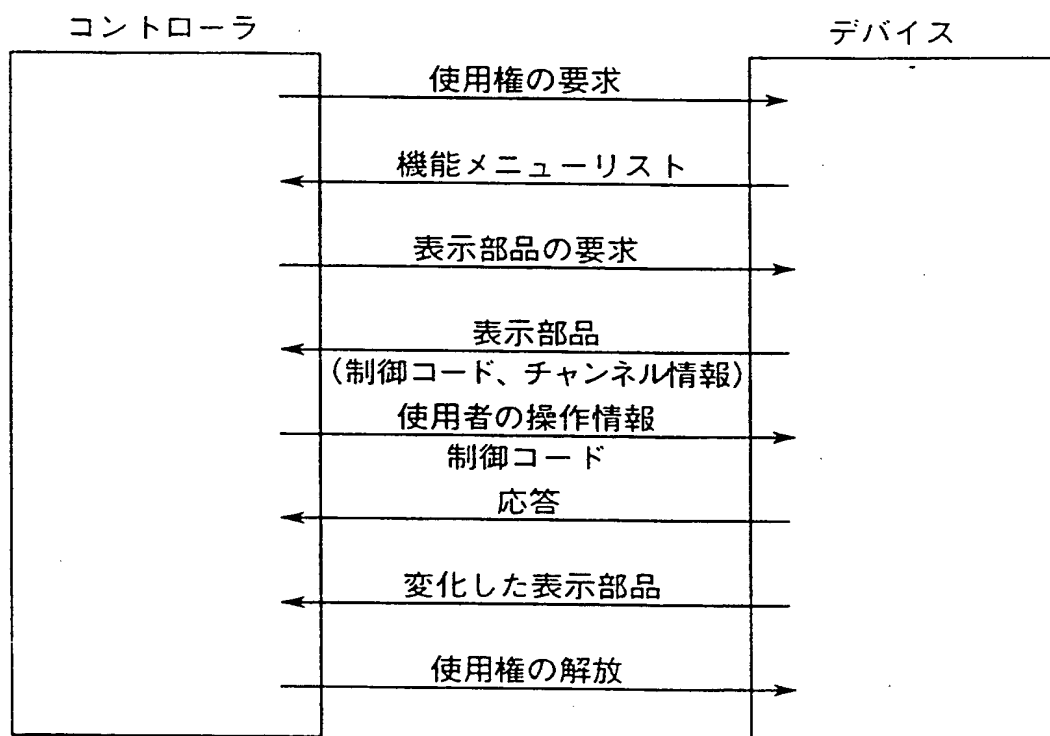 コントローラ
デバイス
使用権の要求
機能メニューリスト
表示部品の要求
表示部品
(制御コード、チャンネル情報)
使用者の操作情報
制御コード
応答
変化した表示部品
使用権の解放